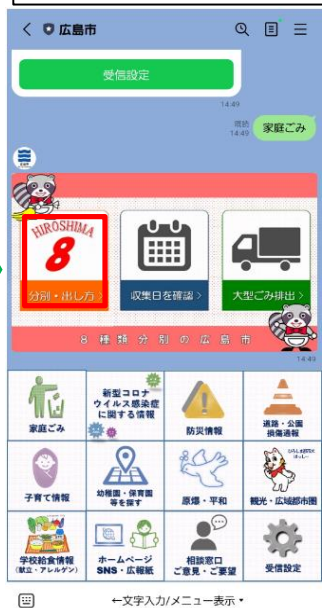 広島市
受信設定
14:49
既読
14:49
家庭ごみ
HIROSHIMA
8
分別・出し方>
収集日を確認>
大型ごみ排出>
8種類分別の広島市
14:49
家庭ごみ
新型コロナ
ウイルス感染症
に関する情報
防災情報
道路・公園
損傷通報
子育て情報
幼稚園・保育園
等を探す
原爆・平和
観光・広域都市圏
学校給食情報
(献立・アレルゲン)
ホームページ
SNS・広報紙
相談窓口
ご意見・ご要望
受信設定
←文字入力/メニュー表示▼